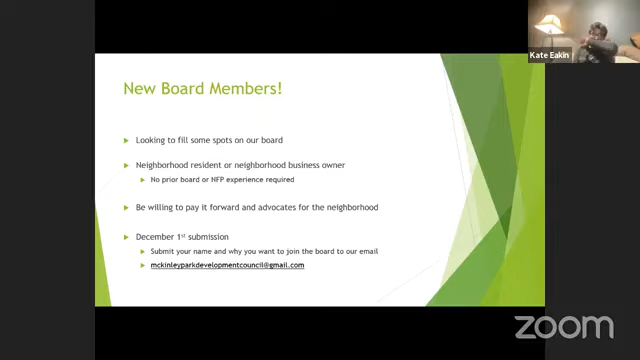 Kate Eakin
New Board Members!
Looking to fill some spots on our board
Neighborhood resident or neighborhood business owner
No prior board or NFP experience required
Be willing to pay it forward and advocates for the neighborhood
December 1st submission
Submit your name and why you want to join the board to our email
mckinleyparkdevelopmentcouncil@gmail.com
zoom